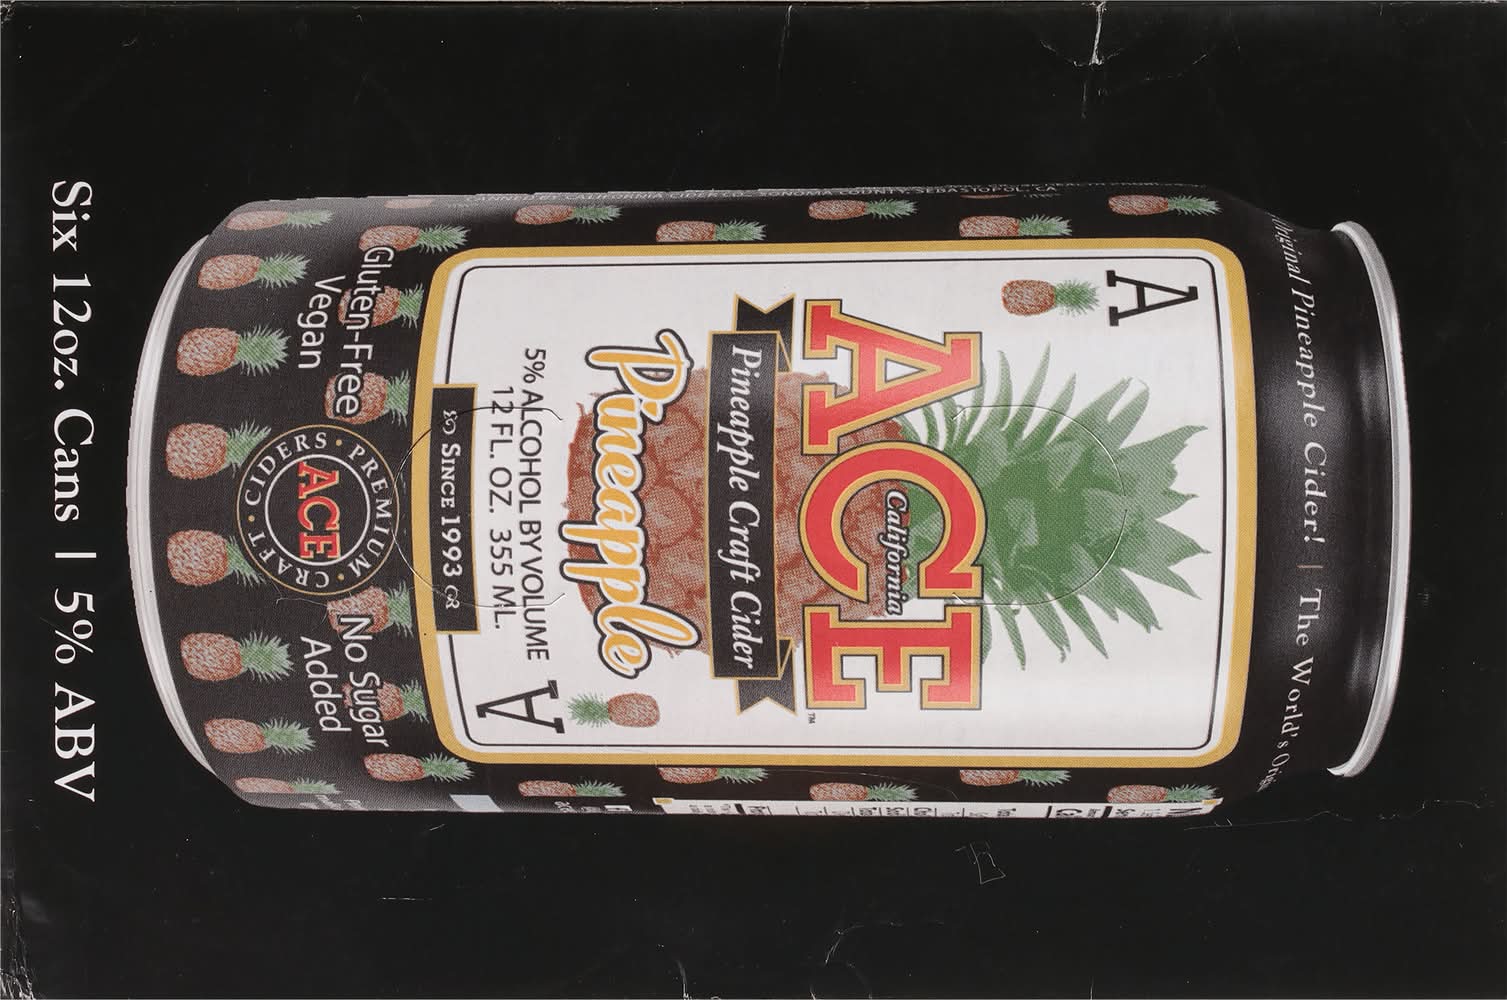 Original Pineapple Cider! | The World's
A
ACE
California
™
Pineapple Craft Cider
Pineapple
5% ALCOHOL BY VOLUME
12 FL. OZ. 355 ML.
A
SINCE 1993
Gluten-Free
Vegan
No Sugar
Added
PREMIUM • CRAFT • CIDERS •
ACE
Six 12oz. Cans | 5% ABV